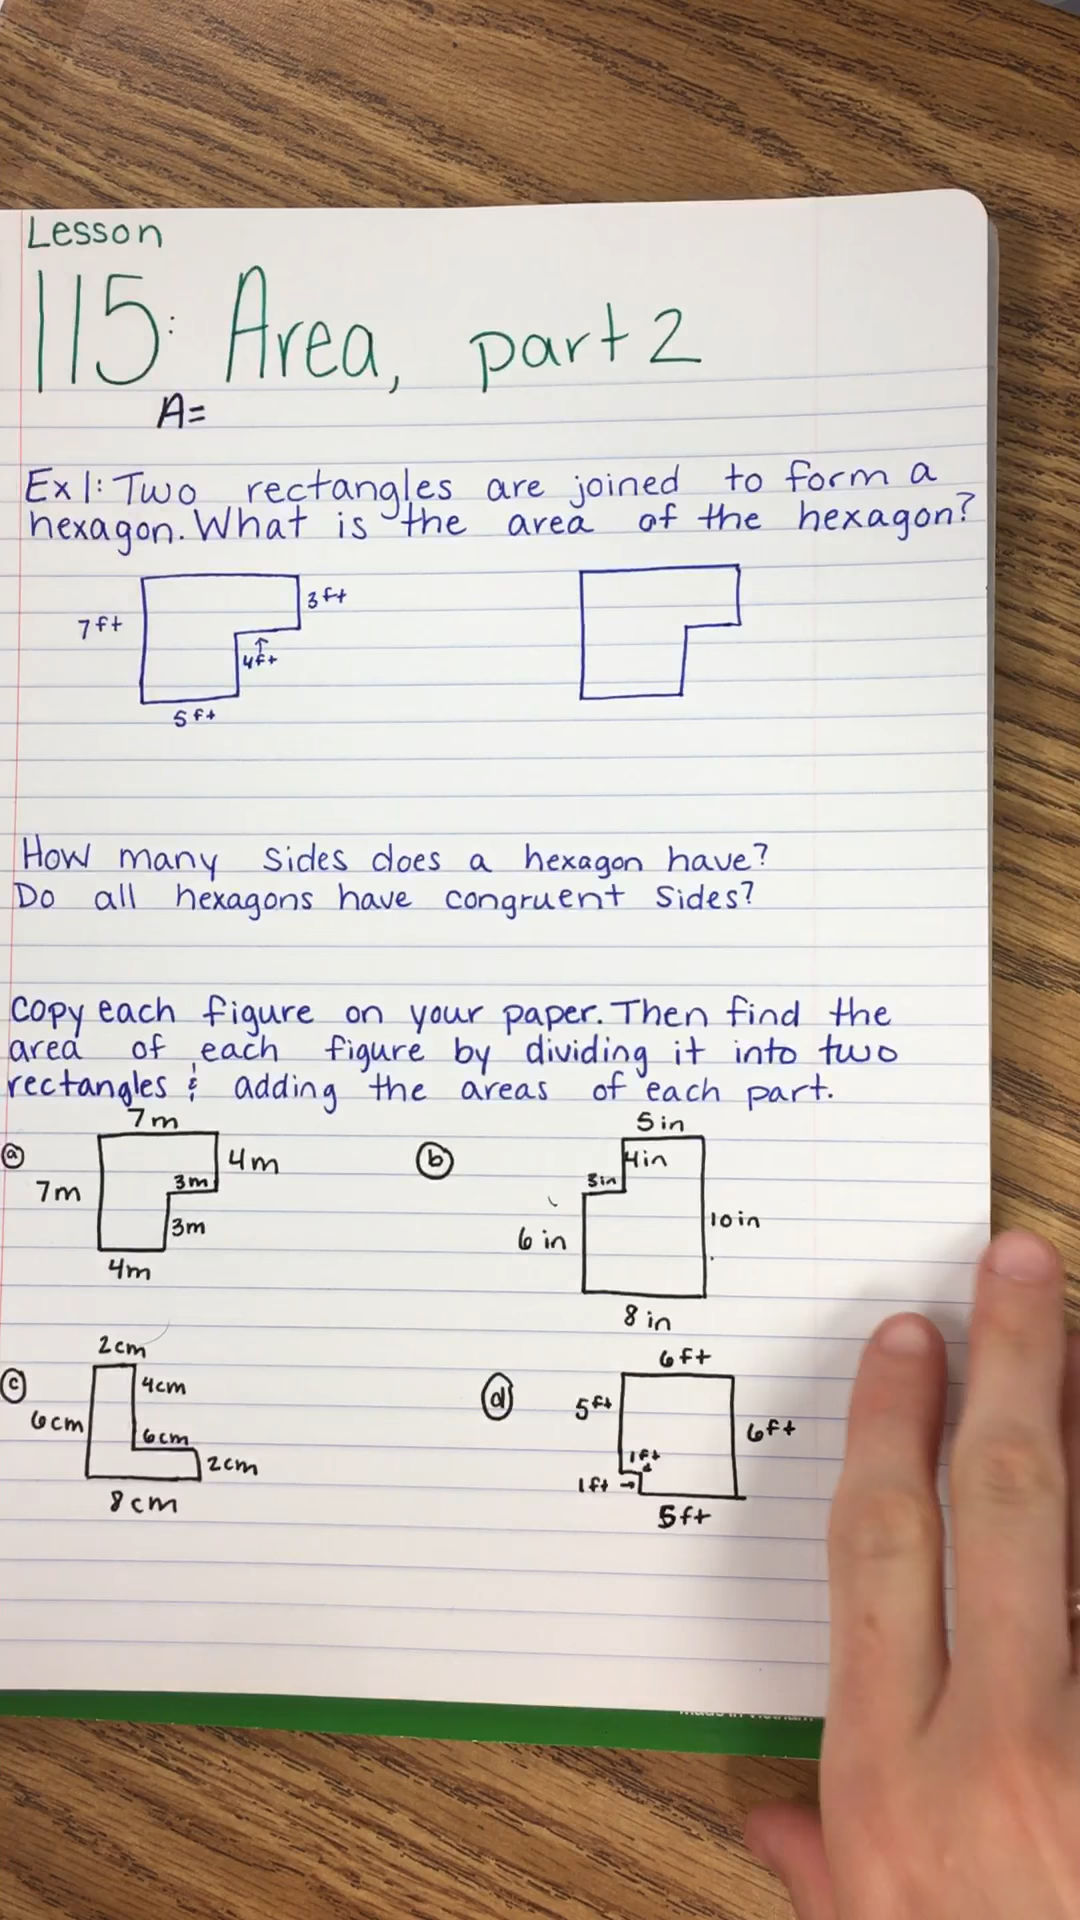 Lesson
115: Area, part 2
A=
Ex 1: Two rectangles are joined to form a
hexagon. What is the area of the hexagon?
7ft
3ft
4ft
5ft
How many sides does a hexagon have?
Do all hexagons have congruent sides?
Copy each figure on your paper. Then find the
area of each figure by dividing it into two
rectangles & adding the areas of each part.
a
7m
4m
7m
3m
3m
4m
b
5in
4in
3in
6 in
10in
8 in
c
2cm
4cm
6cm
6cm
2cm
8cm
d
6ft
5ft
6ft
1ft
1ft
5ft